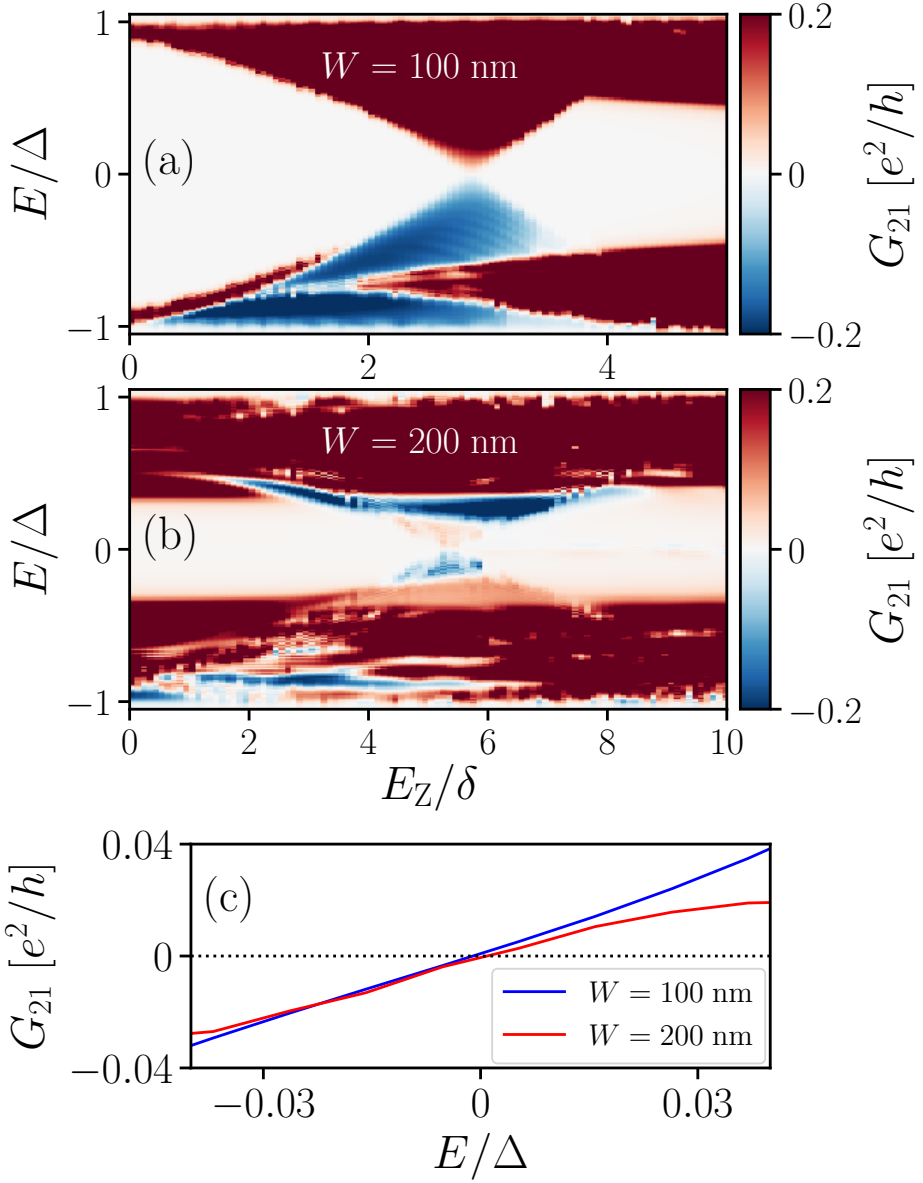 1
0
−1
E/Δ
(a)
W = 100 nm
0
2
4
0.2
0
−0.2
G₂₁ [e²/h]
1
0
−1
E/Δ
(b)
W = 200 nm
0
2
4
6
8
10
E_Z/δ
0.2
0
−0.2
G₂₁ [e²/h]
0.04
0
−0.04
G₂₁ [e²/h]
(c)
W = 100 nm
W = 200 nm
−0.03
0
0.03
E/Δ